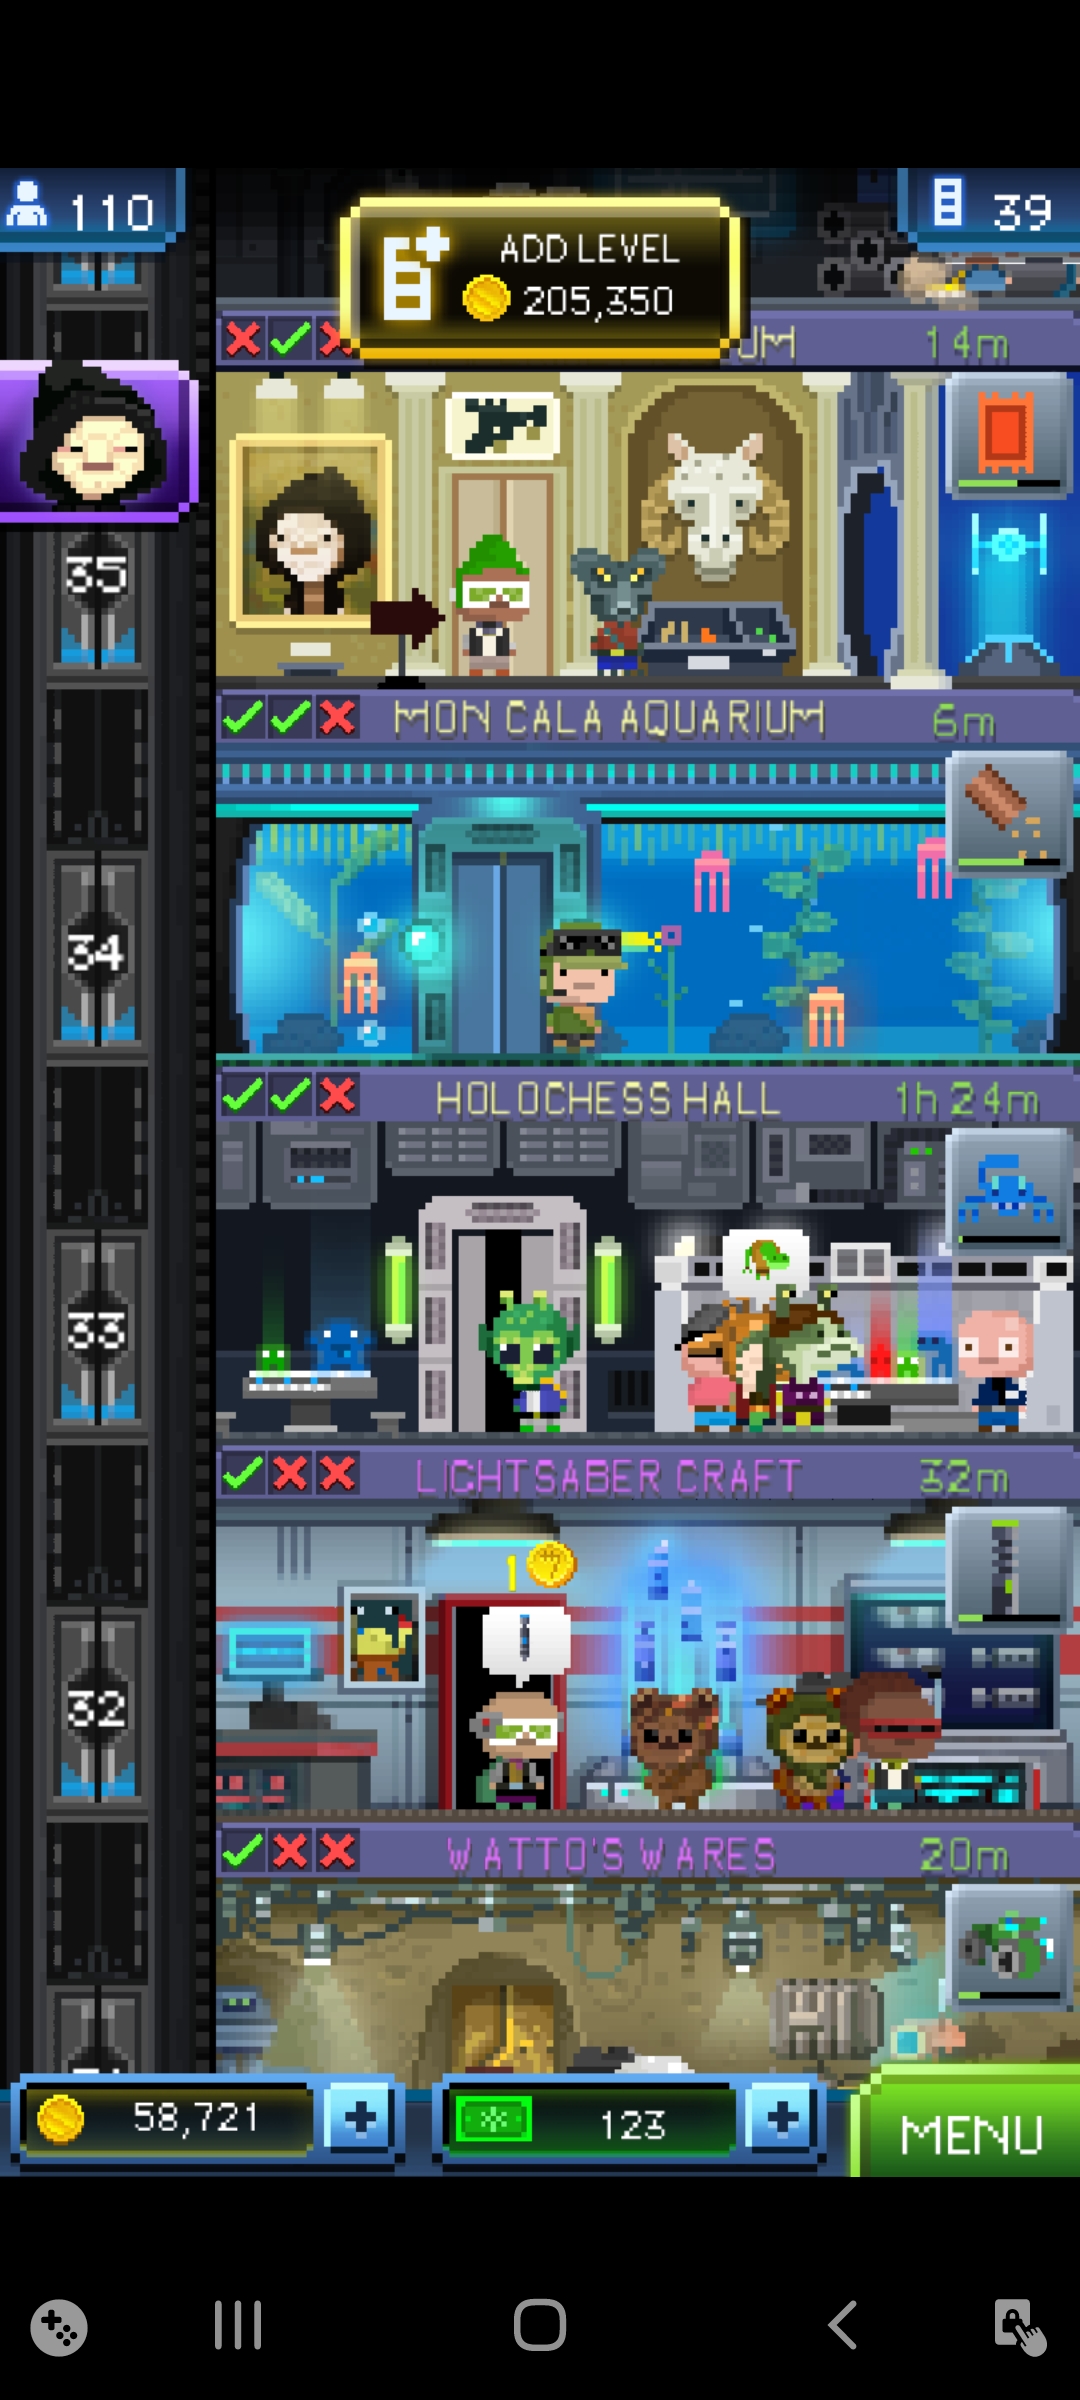 110
ADD LEVEL
205,350
39
UM 14m
35
MON CALA AQUARIUM 6m
34
HOLOCHESS HALL 1h 24m
33
LIGHTSABER CRAFT 32m
1
32
WATTO'S WARES 20m
58,721
123
MENU